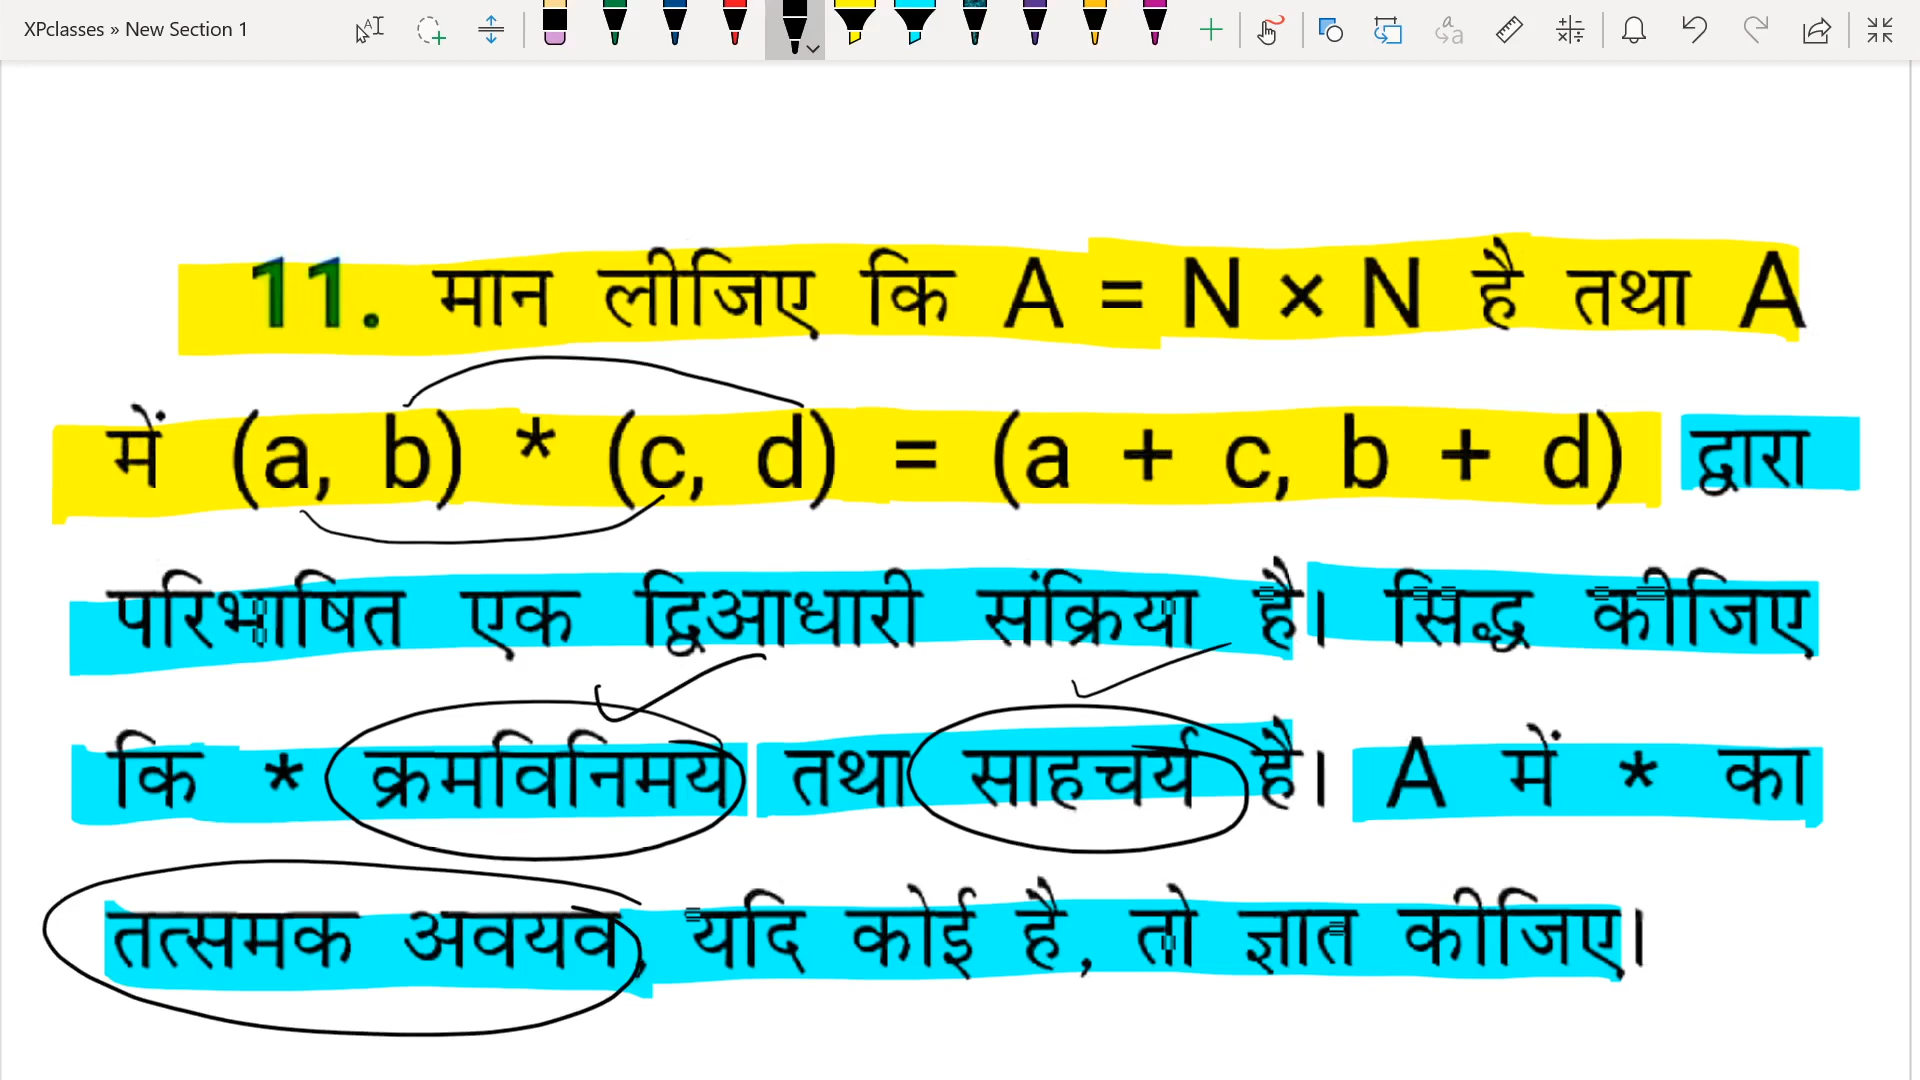 XPclasses » New Section 1
11. मान लीजिए कि A = N × N है तथा A
में (a, b) * (c, d) = (a + c, b + d) द्वारा
परिभाषित एक द्विआधारी संक्रिया है। सिद्ध कीजिए
कि * क्रमविनिमय तथा साहचर्य है। A में * का
तत्समक अवयव, यदि कोई है, तो ज्ञात कीजिए।